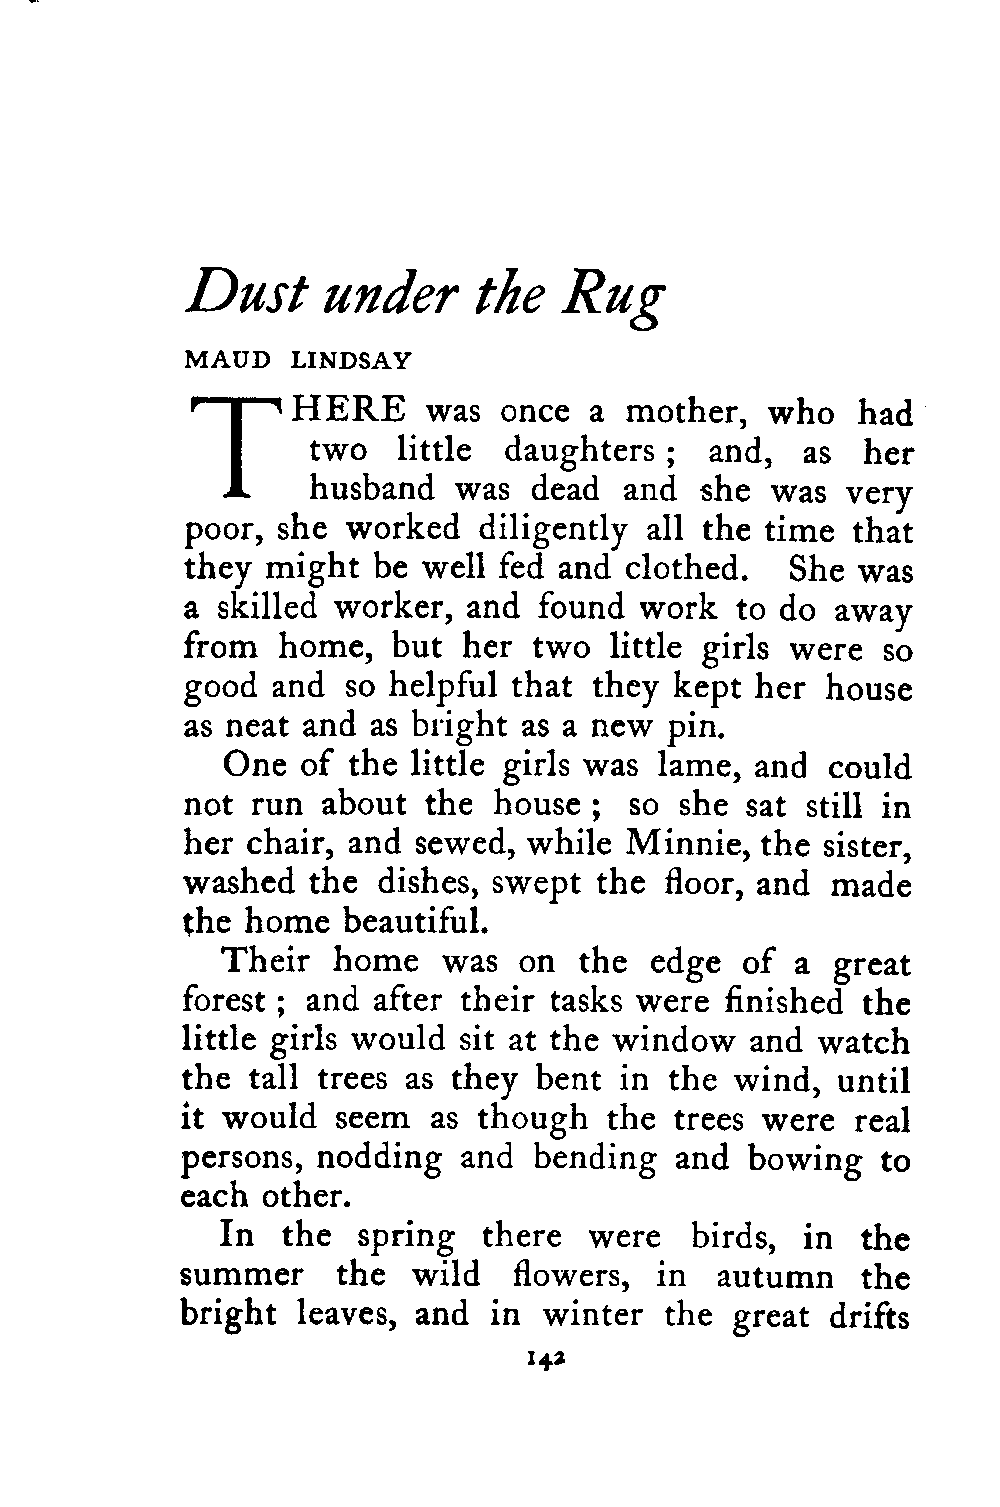 Dust under the Rug
MAUD LINDSAY
THERE was once a mother, who had
two little daughters ; and, as her
husband was dead and she was very
poor, she worked diligently all the time that
they might be well fed and clothed. She was
a skilled worker, and found work to do away
from home, but her two little girls were so
good and so helpful that they kept her house
as neat and as bright as a new pin.
One of the little girls was lame, and could
not run about the house ; so she sat still in
her chair, and sewed, while Minnie, the sister,
washed the dishes, swept the floor, and made
the home beautiful.
Their home was on the edge of a great
forest ; and after their tasks were finished the
little girls would sit at the window and watch
the tall trees as they bent in the wind, until
it would seem as though the trees were real
persons, nodding and bending and bowing to
each other.
In the spring there were birds, in the
summer the wild flowers, in autumn the
bright leaves, and in winter the great drifts
142